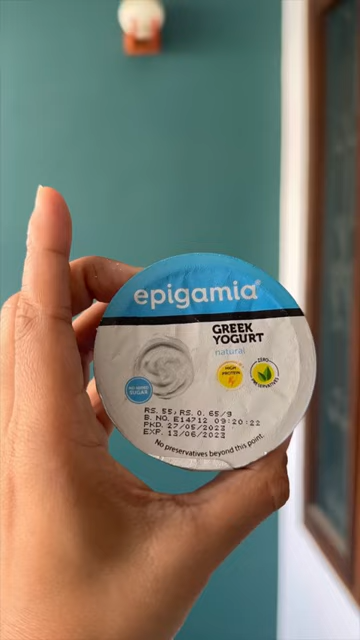 epigamia
GREEK
YOGURT
natural
HIGH
PROTEIN
ZERO
PRESERVATIVES
NO ADDED
SUGAR
RS. 55, RS. 0.65/9
B. NO. E14712 09:20:22
PKD. 27/05/2023
EXP. 13/06/2023
No preservatives beyond this point.